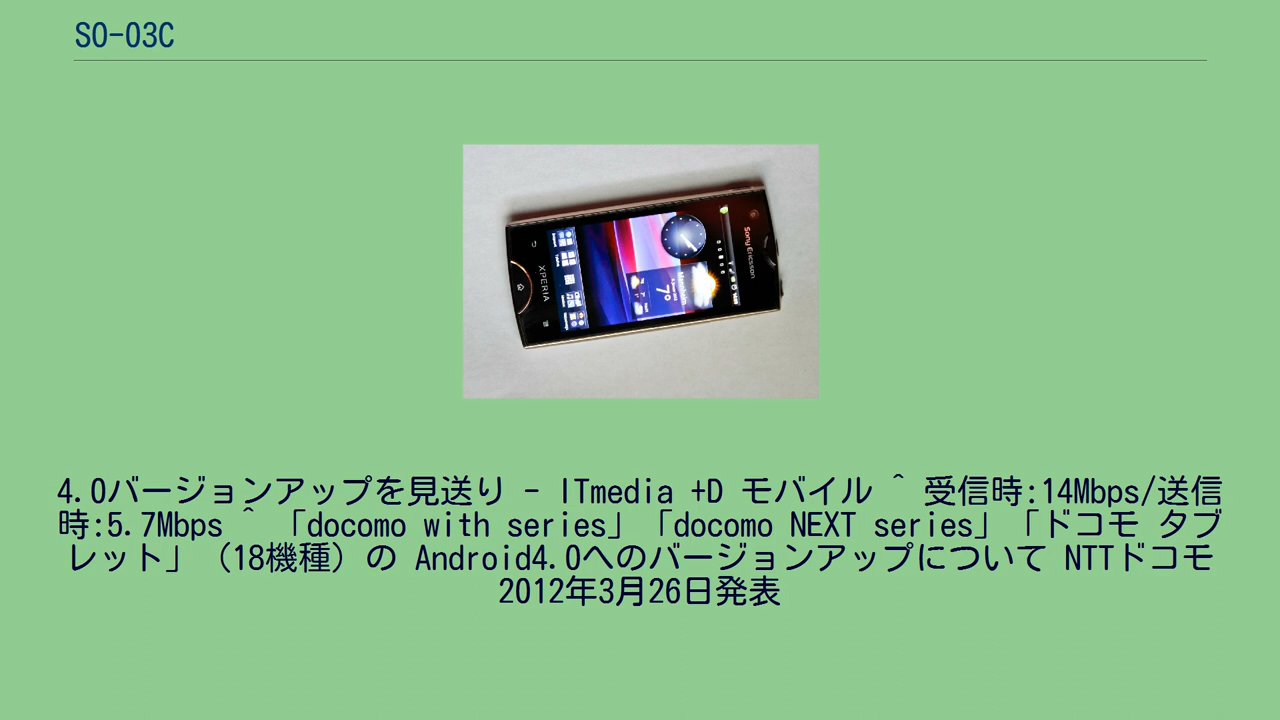 SO-03C
Sony Ericsson
XPERIA
7°
4.0バージョンアップを見送り - ITmedia +D モバイル ^ 受信時:14Mbps/送信
時:5.7Mbps ^ 「docomo with series」「docomo NEXT series」「ドコモ タブ
レット」（18機種）の Android4.0へのバージョンアップについて NTTドコモ
2012年3月26日発表